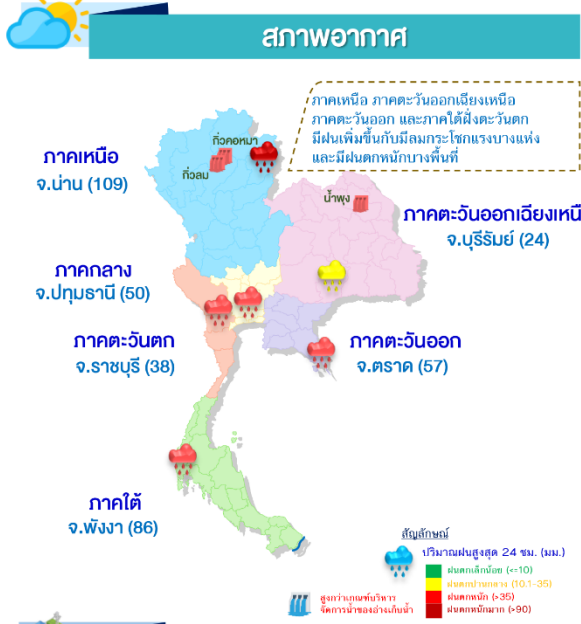 สภาพอากาศ
ภาคเหนือ ภาคตะวันออกเฉียงเหนือ
ภาคตะวันออก และภาคใต้ฝั่งตะวันตก
มีฝนเพิ่มขึ้นกับมีลมกระโชกแรงบางแห่ง
และมีฝนตกหนักบางพื้นที่
กิ่วคอหมา
กิ่วลม
ภาคเหนือ
จ.น่าน (109)
น้ำพุง
ภาคตะวันออกเฉียงเหนื
จ.บุรีรัมย์ (24)
ภาคกลาง
จ.ปทุมธานี (50)
ภาคตะวันตก
จ.ราชบุรี (38)
ภาคตะวันออก
จ.ตราด (57)
ภาคใต้
จ.พังงา (86)
สัญลักษณ์
ปริมาณฝนสูงสุด 24 ชม. (มม.)
ฝนตกเล็กน้อย (<=10)
ฝนตกปานกลาง (10.1-35)
ฝนตกหนัก (>35)
ฝนตกหนักมาก (>90)
สูงกว่าเกณฑ์บริหาร
จัดการน้ำของอ่างเก็บน้ำ